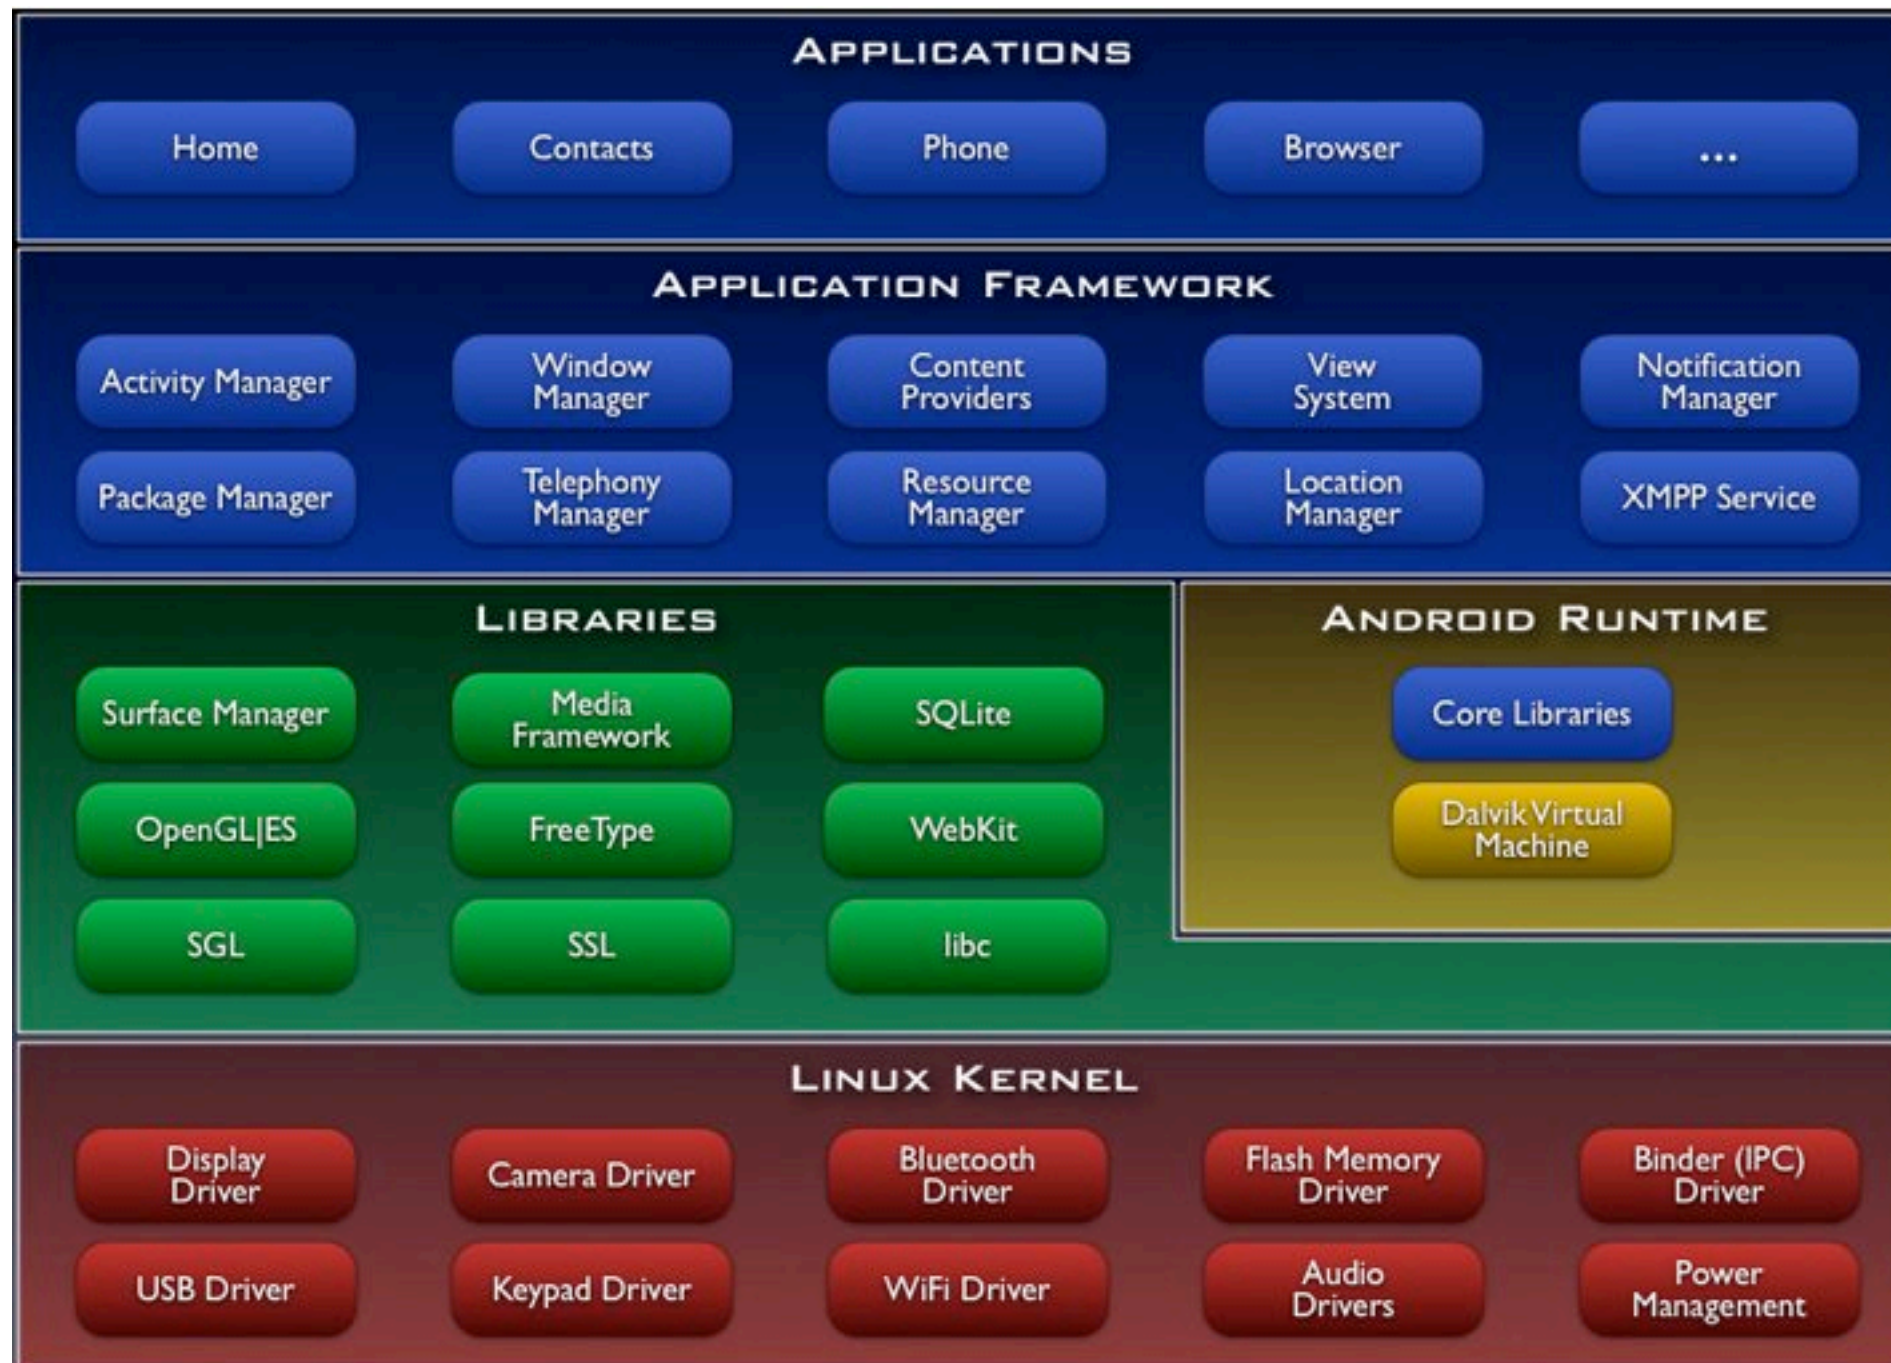 APPLICATIONS
Home
Contacts
Phone
Browser
...
APPLICATION FRAMEWORK
Activity Manager
Window
Manager
Content
Providers
View
System
Notification
Manager
Package Manager
Telephony
Manager
Resource
Manager
Location
Manager
XMPP Service
LIBRARIES
Surface Manager
Media
Framework
SQLite
OpenGL|ES
FreeType
WebKit
SGL
SSL
libc
ANDROID RUNTIME
Core Libraries
Dalvik Virtual
Machine
LINUX KERNEL
Display
Driver
Camera Driver
Bluetooth
Driver
Flash Memory
Driver
Binder (IPC)
Driver
USB Driver
Keypad Driver
WiFi Driver
Audio
Drivers
Power
Management